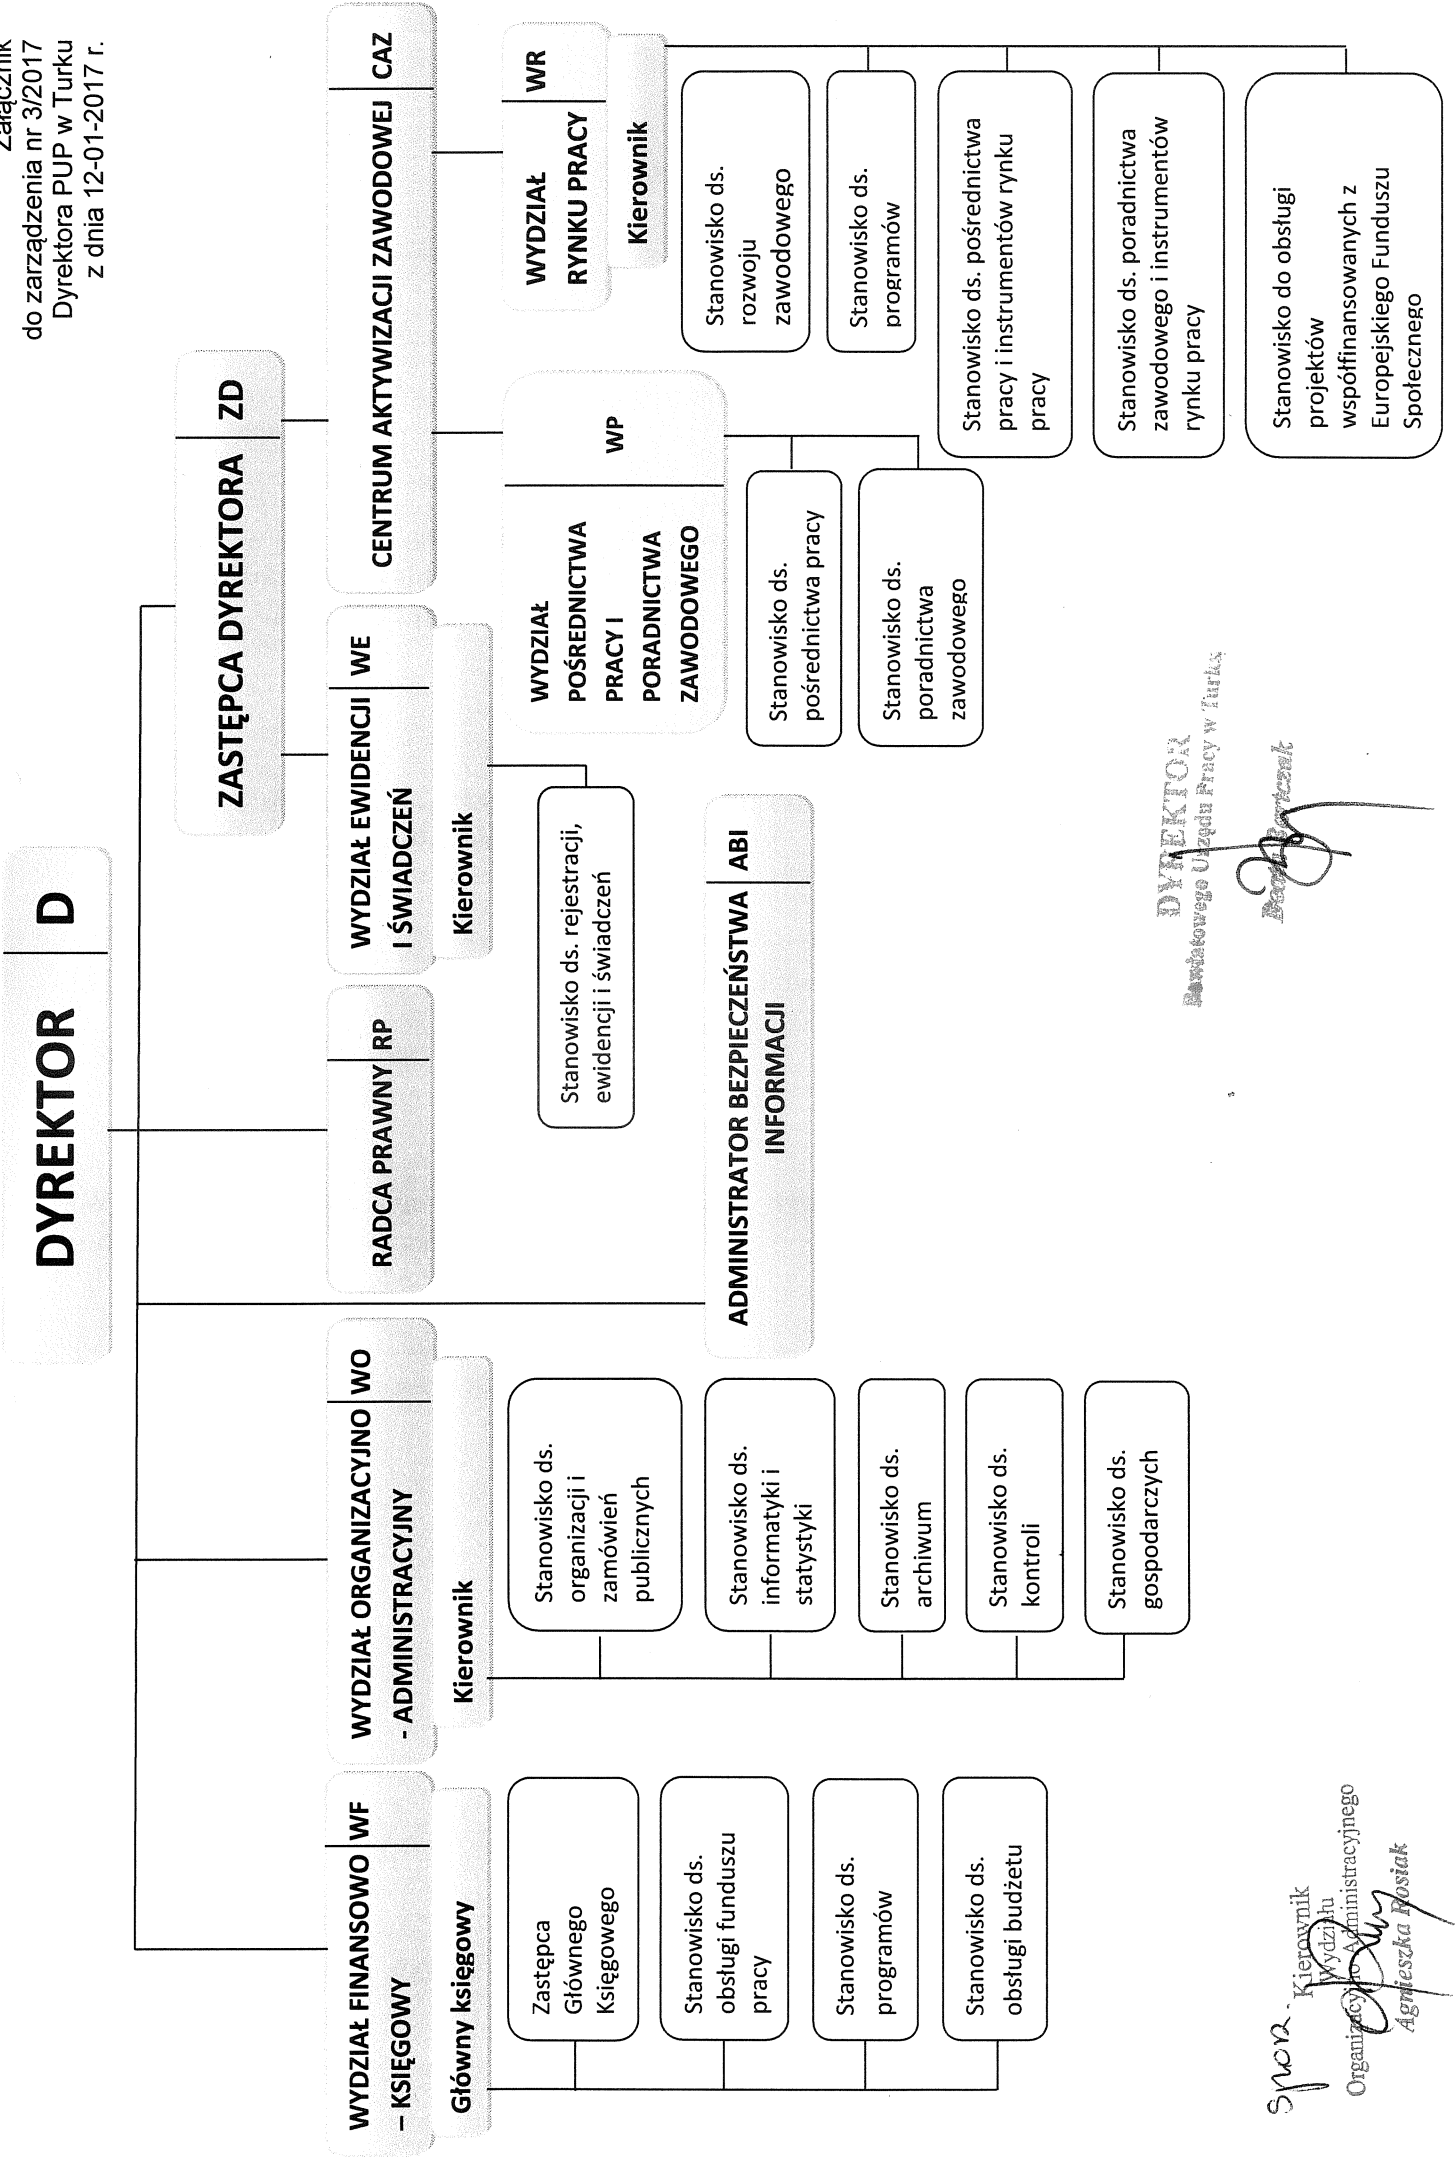 Załącznik
do zarządzenia nr 3/2017
Dyrektora PUP w Turku
z dnia 12-01-2017 r.
DYREKTOR D
ZASTĘPCA DYREKTORA ZD
WYDZIAŁ FINANSOWO WF
– KSIĘGOWY
Główny księgowy
Zastępca
Głównego
Księgowego
Stanowisko ds.
obsługi funduszu
pracy
Stanowisko ds.
programów
Stanowisko ds.
obsługi budżetu
WYDZIAŁ ORGANIZACYJNO WO
- ADMINISTRACYJNY
Kierownik
Stanowisko ds.
organizacji i
zamówień
publicznych
Stanowisko ds.
informatyki i
statystyki
Stanowisko ds.
archiwum
Stanowisko ds.
kontroli
Stanowisko ds.
gospodarczych
RADCA PRAWNY RP
ADMINISTRATOR BEZPIECZEŃSTWA ABI
INFORMACJI
WYDZIAŁ EWIDENCJI WE
I ŚWIADCZEŃ
Kierownik
Stanowisko ds. rejestracji,
ewidencji i świadczeń
CENTRUM AKTYWIZACJI ZAWODOWEJ CAZ
WYDZIAŁ
POŚREDNICTWA
PRACY I WP
PORADNICTWA
ZAWODOWEGO
Stanowisko ds.
pośrednictwa pracy
Stanowisko ds.
poradnictwa
zawodowego
WYDZIAŁ WR
RYNKU PRACY
Kierownik
Stanowisko ds.
rozwoju
zawodowego
Stanowisko ds.
programów
Stanowisko ds. pośrednictwa
pracy i instrumentów rynku
pracy
Stanowisko ds. poradnictwa
zawodowego i instrumentów
rynku pracy
Stanowisko do obsługi
projektów
współfinansowanych z
Europejskiego Funduszu
Społecznego
Kierownik
Wydziału
Organizacyjno Administracyjnego
Agnieszka Rosiak
DYREKTOR
Powiatowego Urzędu Pracy w Turku